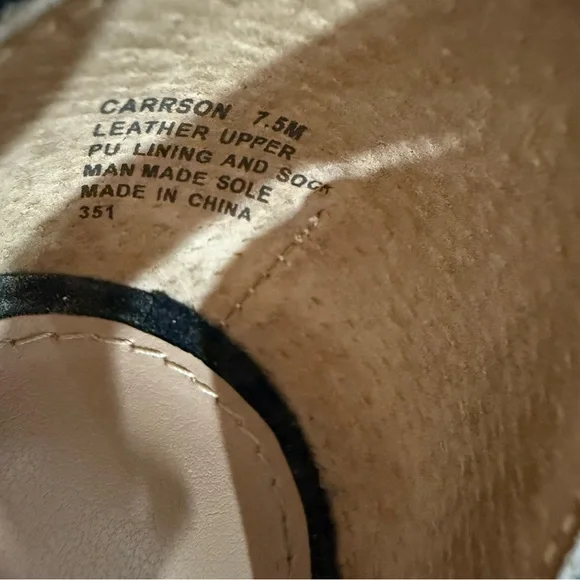 CARRSON 7.5M
LEATHER UPPER
PU LINING AND SOCK
MAN MADE SOLE
MADE IN CHINA
351